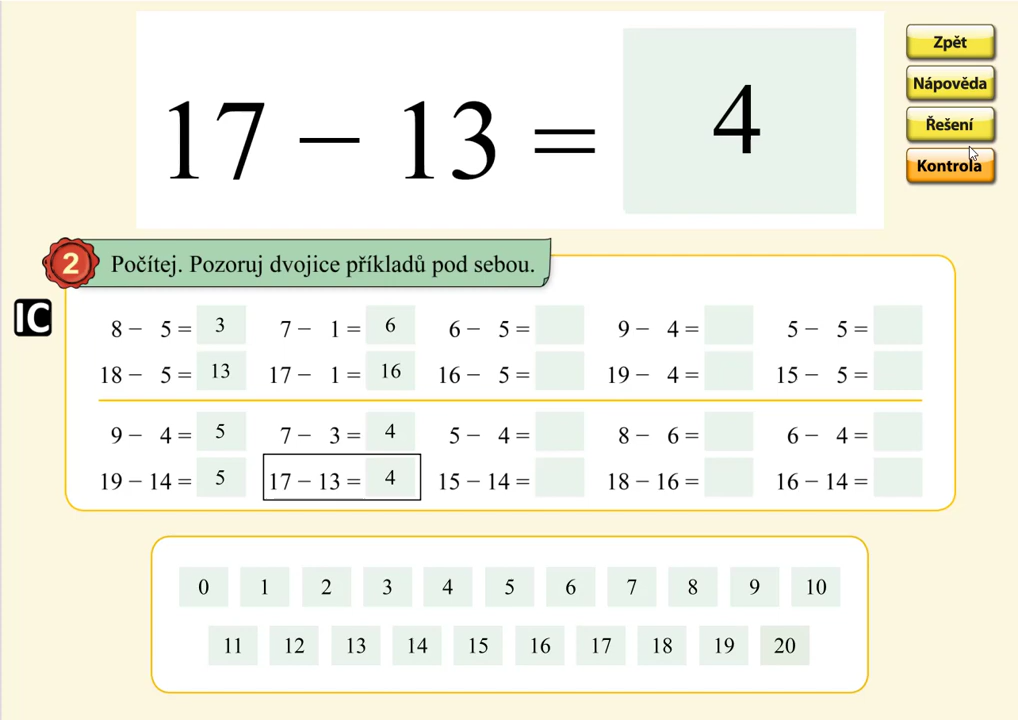 17 − 13 = 4
Zpět
Nápověda
Řešení
Kontrola
2 Počítej. Pozoruj dvojice příkladů pod sebou.
IC
8 − 5 = 3 7 − 1 = 6 6 − 5 = 9 − 4 = 5 − 5 =
18 − 5 = 13 17 − 1 = 16 16 − 5 = 19 − 4 = 15 − 5 =
9 − 4 = 5 7 − 3 = 4 5 − 4 = 8 − 6 = 6 − 4 =
19 − 14 = 5 17 − 13 = 4 15 − 14 = 18 − 16 = 16 − 14 =
0 1 2 3 4 5 6 7 8 9 10
11 12 13 14 15 16 17 18 19 20